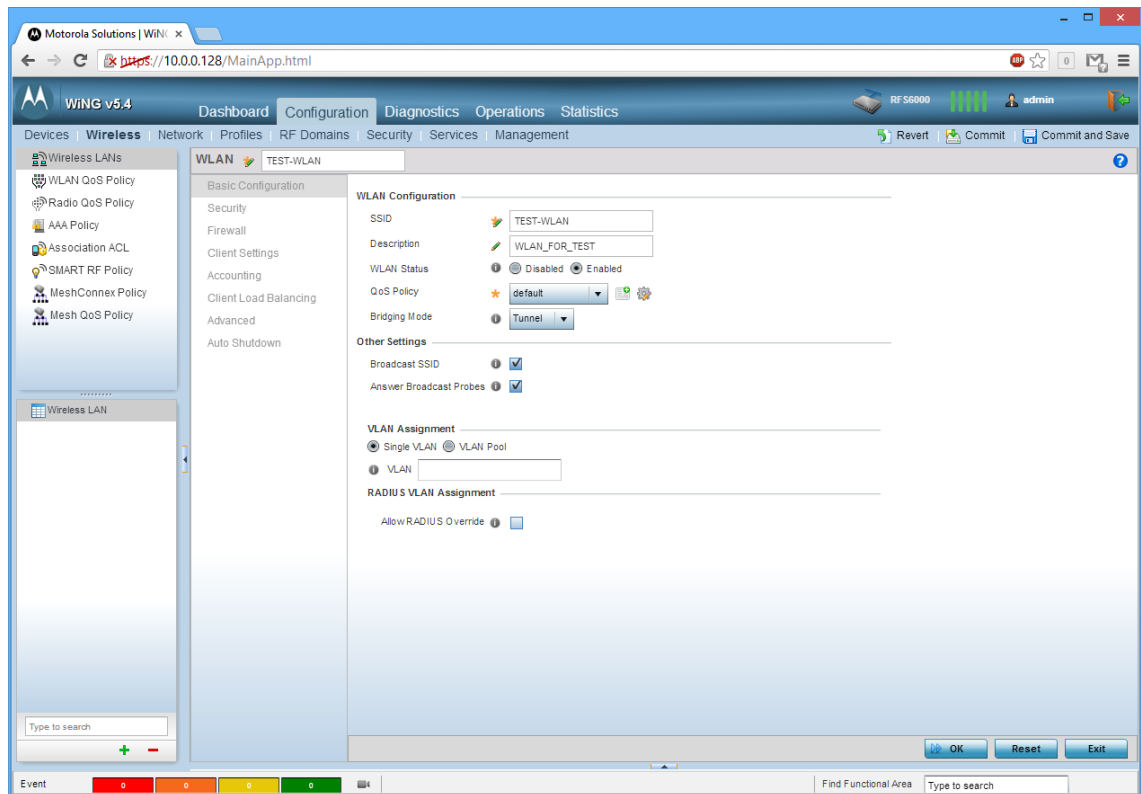 Motorola Solutions | WiNG
https://10.0.0.128/MainApp.html
ABP
0
WiNG v5.4
Dashboard Configuration Diagnostics Operations Statistics
RFS6000
admin
Devices | Wireless | Network | Profiles | RF Domains | Security | Services | Management
Revert | Commit | Commit and Save
Wireless LANs
WLAN QoS Policy
Radio QoS Policy
AAA Policy
Association ACL
SMART RF Policy
MeshConnex Policy
Mesh QoS Policy
Wireless LAN
Type to search
WLAN TEST-WLAN
Basic Configuration
Security
Firewall
Client Settings
Accounting
Client Load Balancing
Advanced
Auto Shutdown
WLAN Configuration
SSID TEST-WLAN
Description WLAN_FOR_TEST
WLAN Status Disabled Enabled
QoS Policy default
Bridging Mode Tunnel
Other Settings
Broadcast SSID
Answer Broadcast Probes
VLAN Assignment
Single VLAN VLAN Pool
VLAN
RADIUS VLAN Assignment
Allow RADIUS Override
OK Reset Exit
Event 0 0 0 0
Find Functional Area Type to search